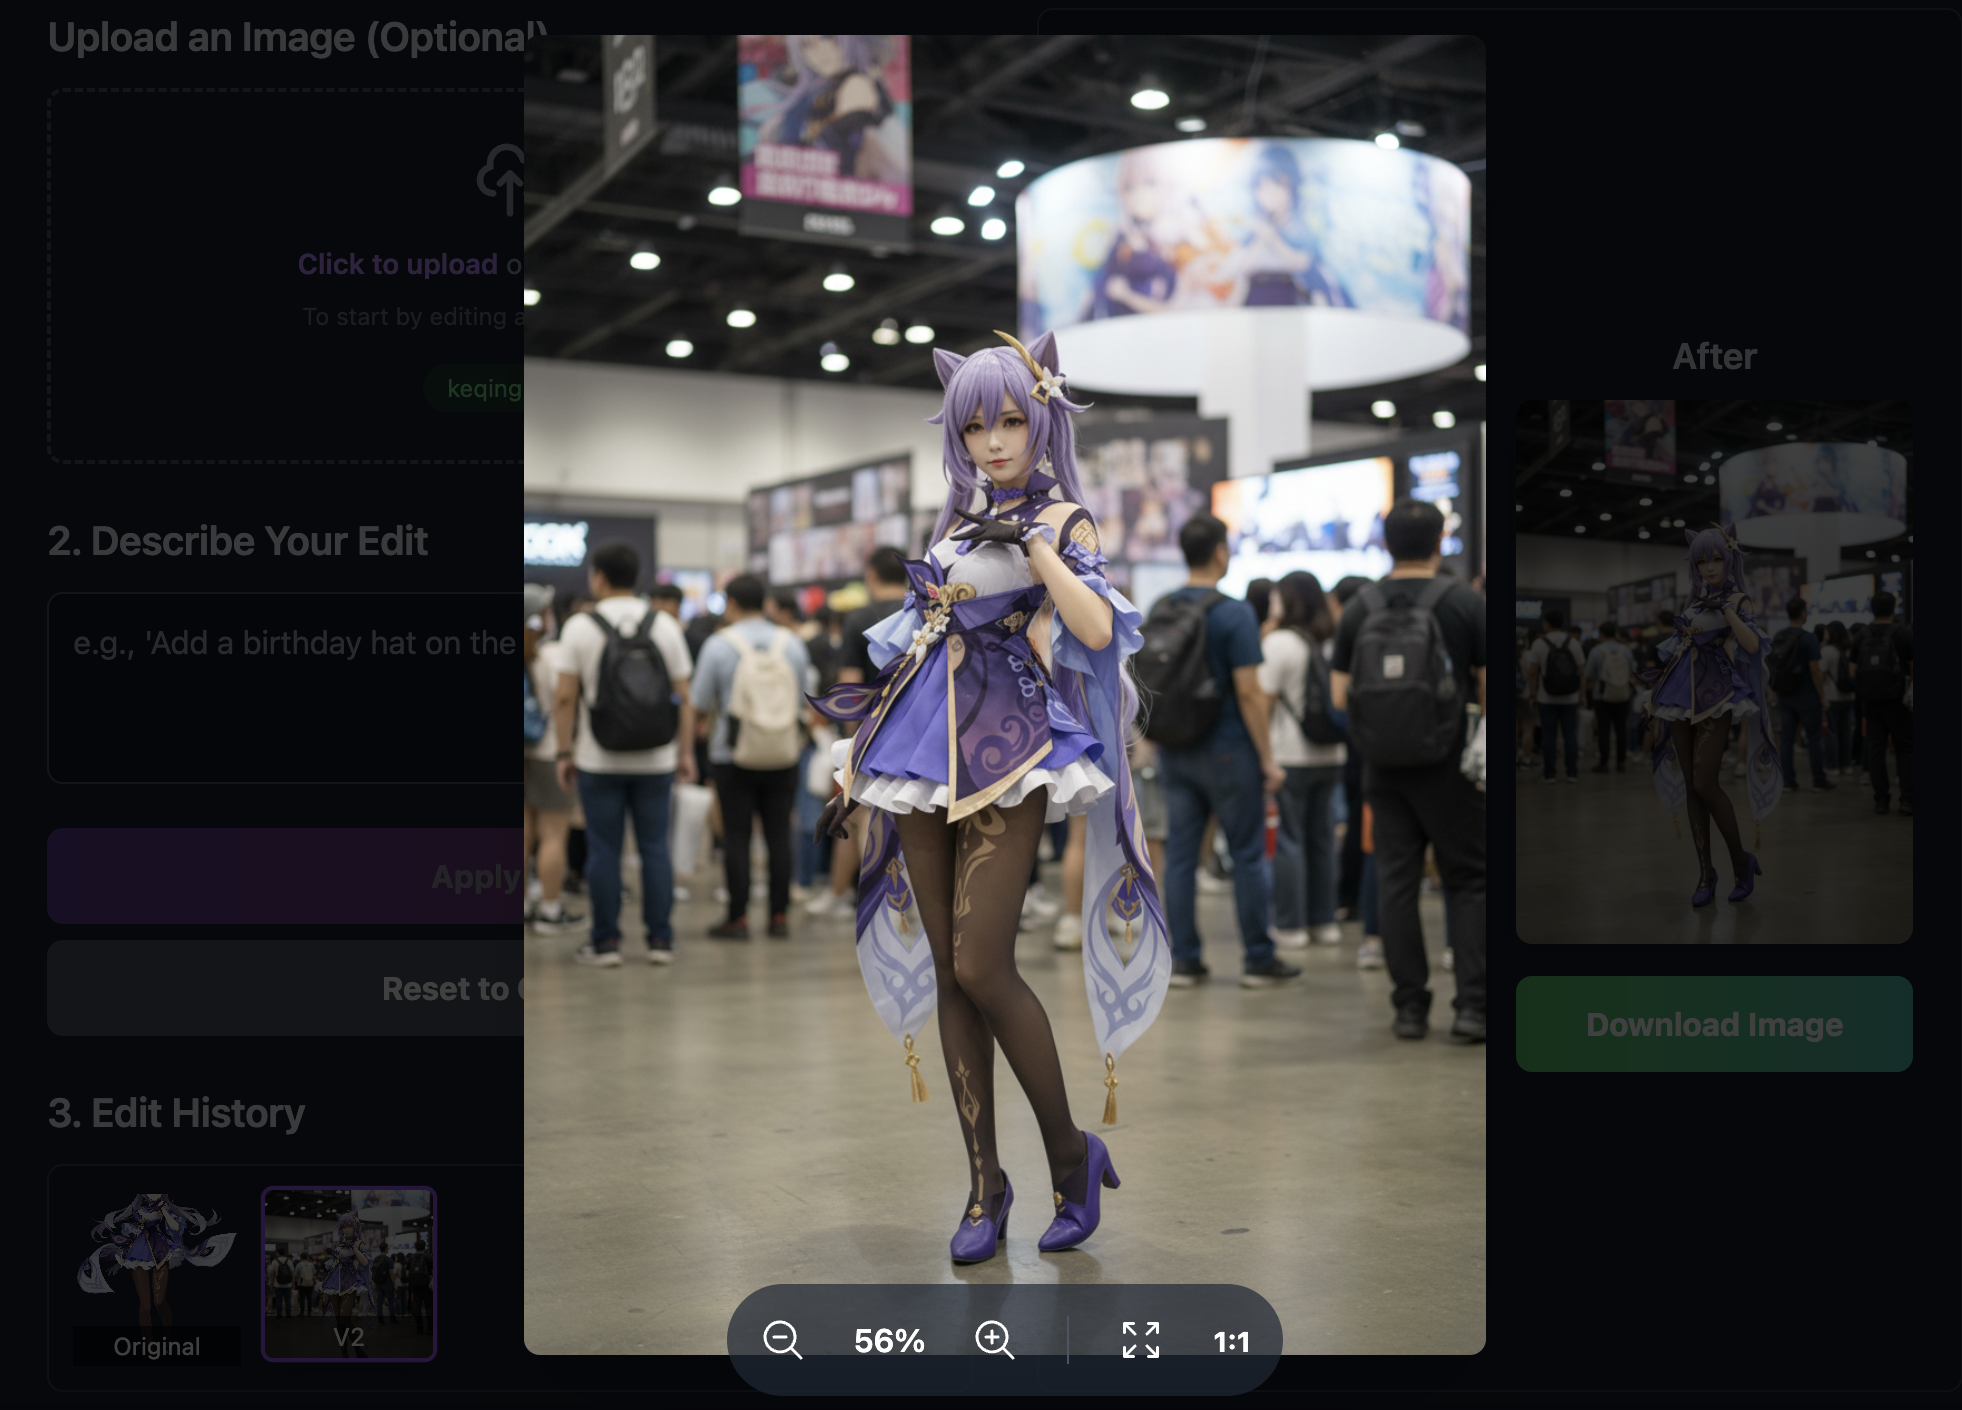 Upload an Image (Optional)
Click to upload o
To start by editing a
keqing
2. Describe Your Edit
e.g., 'Add a birthday hat on the
Apply
Reset to
3. Edit History
Original
V2
After
Download Image
56%
1:1